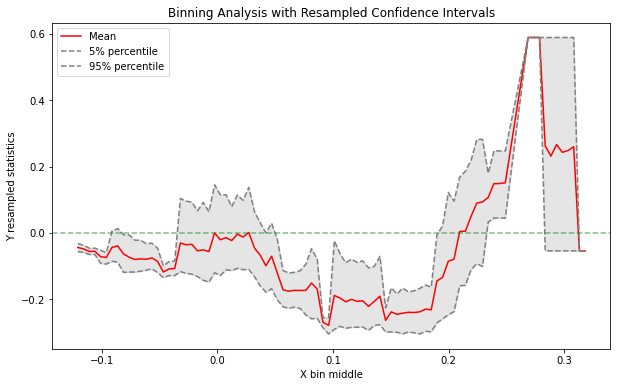 Binning Analysis with Resampled Confidence Intervals
Mean
5% percentile
95% percentile
Y resampled statistics
0.6
0.4
0.2
0.0
−0.2
−0.1
0.0
0.1
0.2
0.3
X bin middle